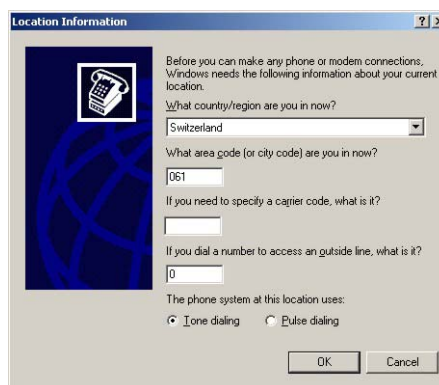 Location Information
Before you can make any phone or modem connections,
Windows needs the following information about your current
location.
What country/region are you in now?
Switzerland
What area code (or city code) are you in now?
061
If you need to specify a carrier code, what is it?
If you dial a number to access an outside line, what is it?
0
The phone system at this location uses:
Tone dialing Pulse dialing
OK Cancel